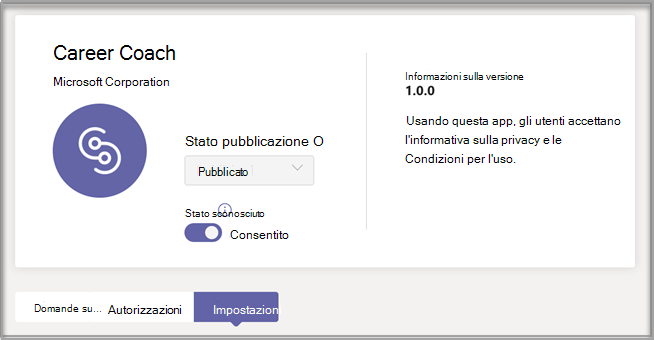 Career Coach
Microsoft Corporation
Stato pubblicazione O
Pubblicato
Stato sconosciuto
Consentito
Informazioni sulla versione
1.0.0
Usando questa app, gli utenti accettano
l'informativa sulla privacy e le
Condizioni per l'uso.
Domande su... Autorizzazioni Impostazioni